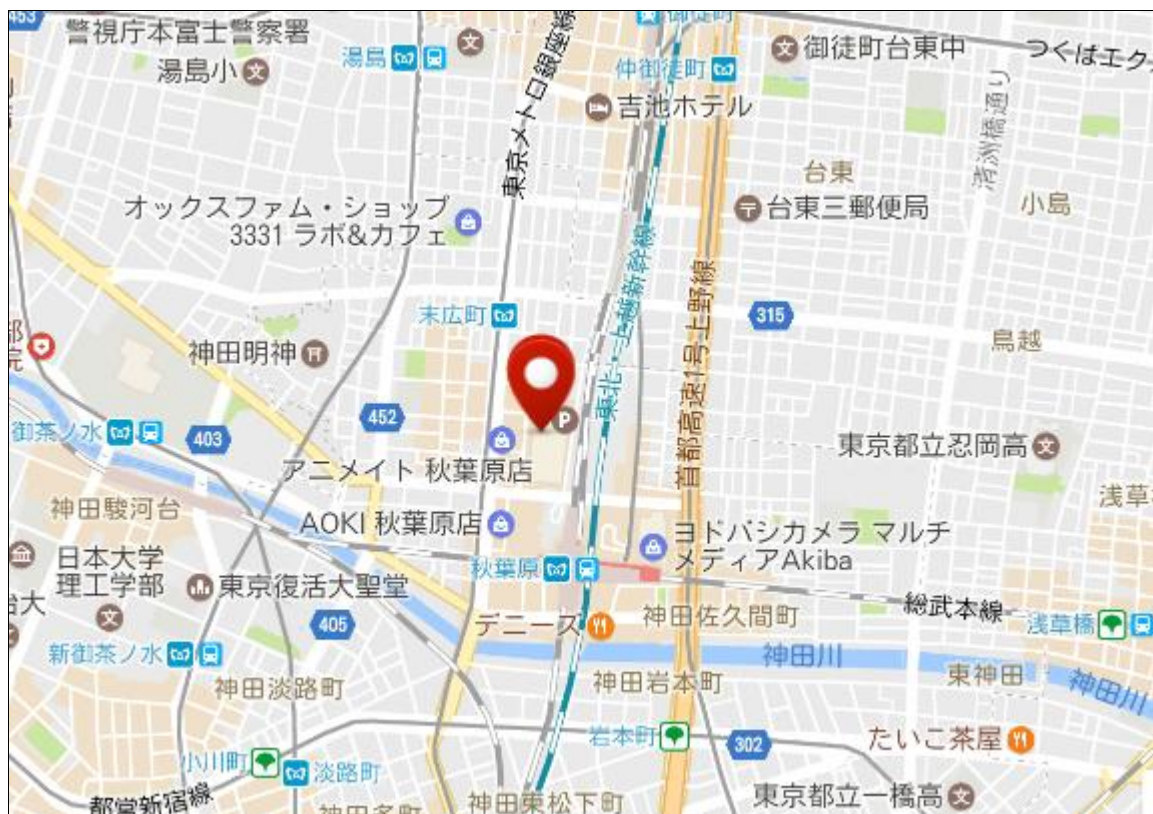 453
警視庁本富士警察署
湯島小
湯島
東京メトロ銀座線
御徒町
仲御徒町
吉池ホテル
御徒町台東中
つくばエク
清洲橋通り
台東
台東三郵便局
小島
オックスファム・ショップ
3331 ラボ&カフェ
東北・上越新幹線
首都高速1号上野線
末広町
315
鳥越
神田明神
院
452
P
403
御茶ノ水
アニメイト 秋葉原店
東京都立忍岡高
浅草
神田駿河台
AOKI 秋葉原店
ヨドバシカメラ マルチ
メディアAkiba
日本大学
理工学部
東京復活大聖堂
秋葉原
405
デニーズ
神田佐久間町
総武本線
浅草橋
新御茶ノ水
神田川
神田淡路町
神田岩本町
東神田
神田川
岩本町
302
たいこ茶屋
小川町
淡路町
都営新宿線
神田多町
神田東松下町
東京都立一橋高